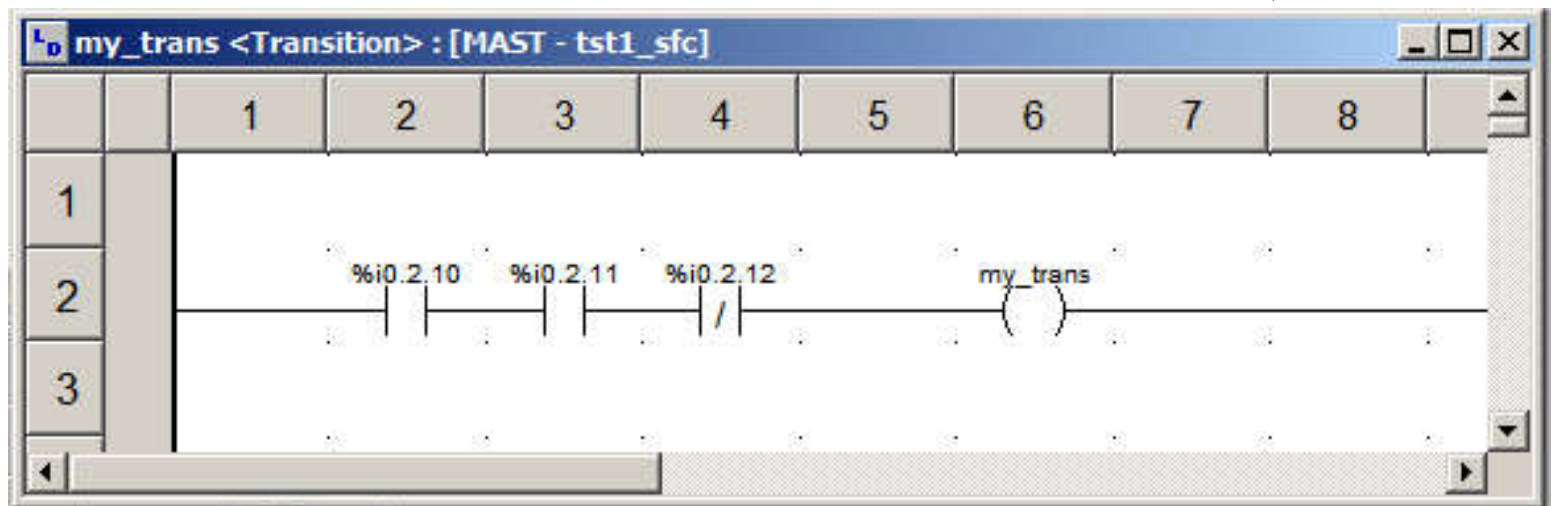 LD my_trans <Transition> : [MAST - tst1_sfc]
1 2 3 4 5 6 7 8
1
%i0.2.10 %i0.2.11 %i0.2.12 my_trans
2
/
3